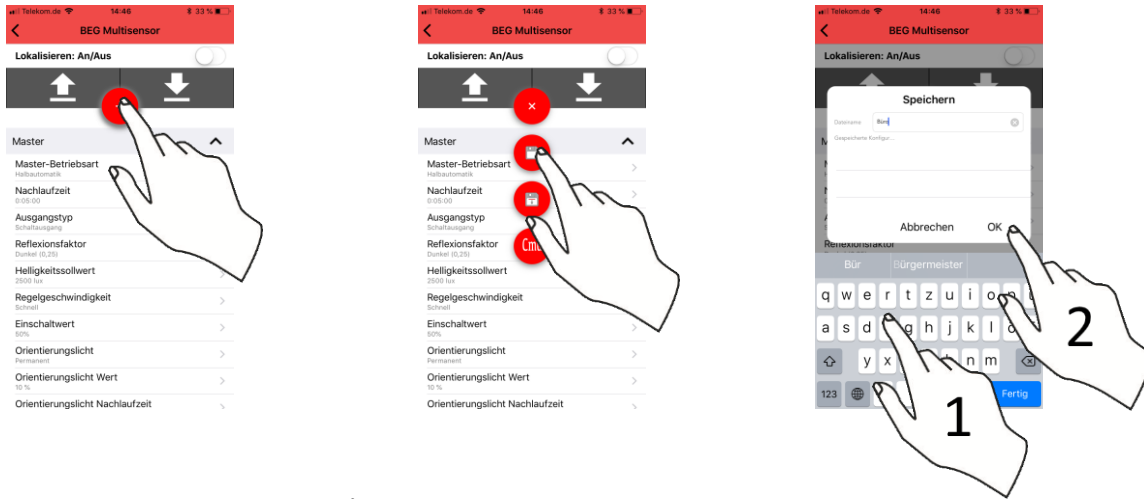 Telekom.de 14:46 33 %
BEG Multisensor
Lokalisieren: An/Aus
Master
Master-Betriebsart
Halbautomatik
Nachlaufzeit
0:05:00
Ausgangstyp
Schaltausgang
Reflexionsfaktor
Dunkel (0,25)
Helligkeitssollwert
2500 lux
Regelgeschwindigkeit
Schnell
Einschaltwert
50%
Orientierungslicht
Permanent
Orientierungslicht Wert
10 %
Orientierungslicht Nachlaufzeit
Telekom.de 14:46 33 %
BEG Multisensor
Lokalisieren: An/Aus
×
Master
Master-Betriebsart
Halbautomatik
Nachlaufzeit
0:05:00
Ausgangstyp
Schaltausgang
Reflexionsfaktor
Dunkel (0,25)
Helligkeitssollwert
2500 lux
Regelgeschwindigkeit
Schnell
Einschaltwert
50%
Orientierungslicht
Permanent
Orientierungslicht Wert
10 %
Orientierungslicht Nachlaufzeit
Telekom.de 14:46 33 %
BEG Multisensor
Lokalisieren: An/Aus
Speichern
Dateiname
Gespeicherte Konfigur...
Abbrechen OK
Reflexionsfaktor
Bür Bürgermeister
q w e r t z u i o
a s d g h j k l
y x n m
123 Fertig
1
2